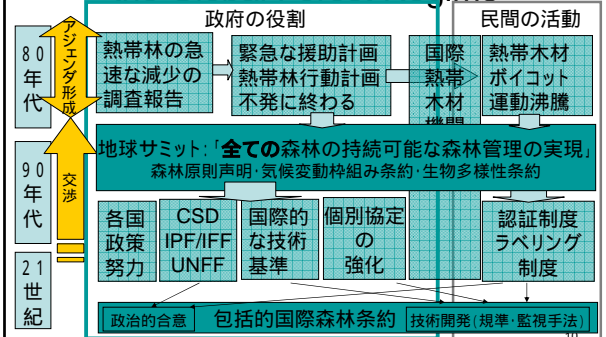 政府の役割
民間の活動
80年代
アジェンダ形成
熱帯林の急
速な減少の
調査報告
緊急な援助計画
熱帯林行動計画
不発に終わる
国際
熱帯
木材
機関
熱帯木材
ボイコット
運動沸騰
地球サミット:「全ての森林の持続可能な森林管理の実現」
森林原則声明・気候変動枠組み条約・生物多様性条約
90年代
交渉
各国
政策
努力
CSD
IPF/IFF
UNFF
国際的
な技術
基準
個別協定
の
強化
認証制度
ラベリング
制度
21世紀
政治的合意
包括的国際森林条約
技術開発(規準・監視手法)